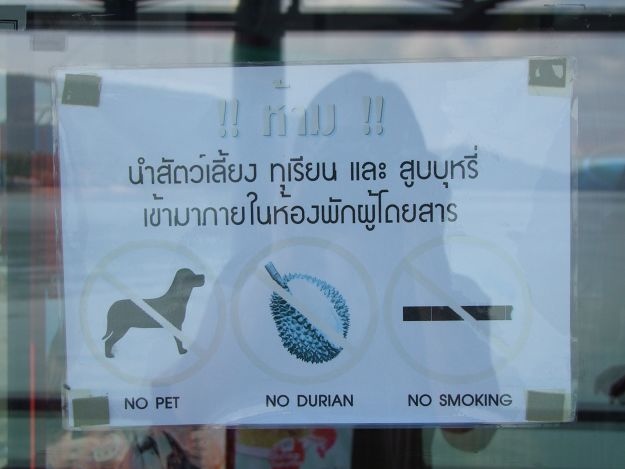 !! ห้าม !!
นำสัตว์เลี้ยง ทุเรียน และ สูบบุหรี่
เข้ามาภายในห้องพักผู้โดยสาร
NO PET
NO DURIAN
NO SMOKING